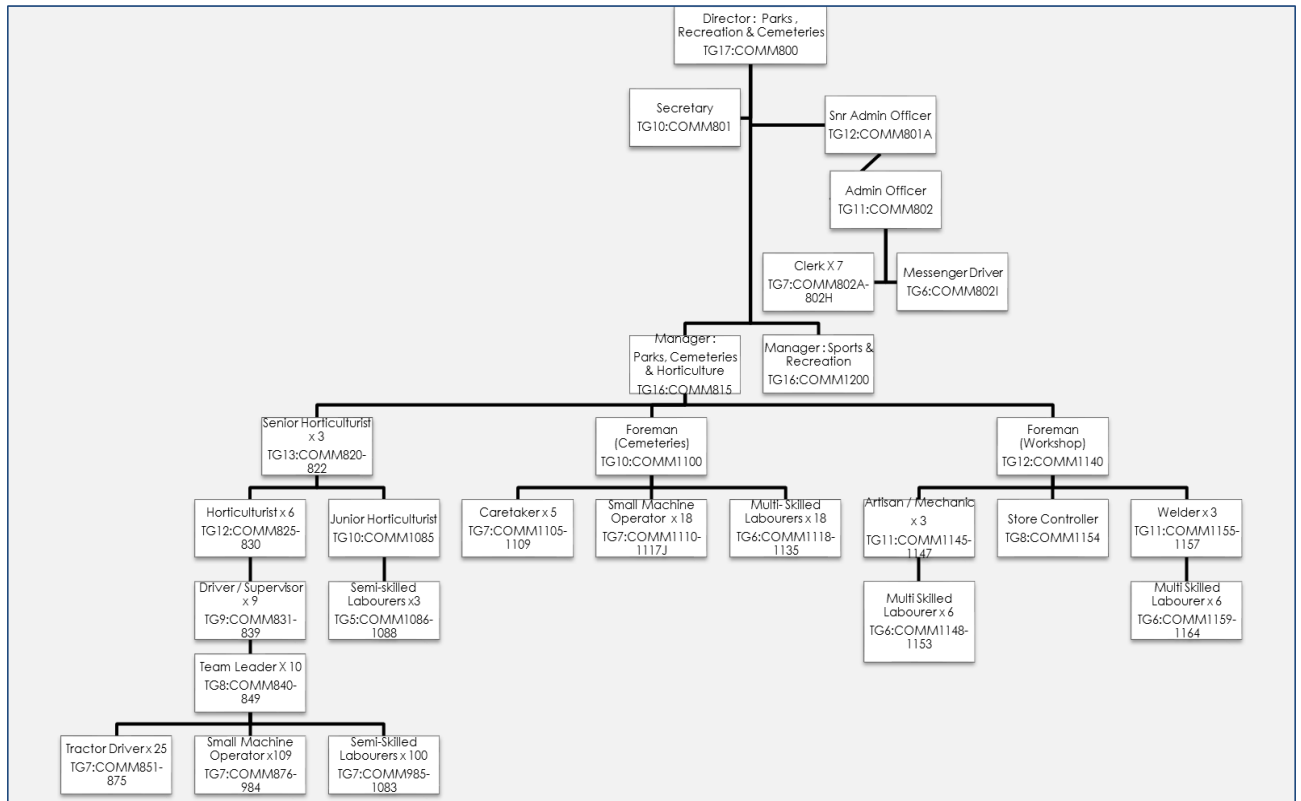 Director : Parks ,
Recreation & Cemeteries
TG17:COMM800
Secretary
TG10:COMM801
Snr Admin Officer
TG12:COMM801A
Admin Officer
TG11:COMM802
Clerk X 7
TG7:COMM802A-
802H
Messenger Driver
TG6:COMM802I
Manager :
Parks, Cemeteries
& Horticulture
TG16:COMM815
Manager : Sports &
Recreation
TG16:COMM1200
Senior Horticulturist
x 3
TG13:COMM820-
822
Foreman
(Cemeteries)
TG10:COMM1100
Foreman
(Workshop)
TG12:COMM1140
Horticulturist x 6
TG12:COMM825-
830
Junior Horticulturist
TG10:COMM1085
Caretaker x 5
TG7:COMM1105-
1109
Small Machine
Operator x 18
TG7:COMM1110-
1117J
Multi- Skilled
Labourers x 18
TG6:COMM1118-
1135
Artisan / Mechanic
x 3
TG11:COMM1145-
1147
Store Controller
TG8:COMM1154
Welder x 3
TG11:COMM1155-
1157
Driver / Supervisor x
9
TG9:COMM831-
839
Semi-skilled
Labourers x3
TG5:COMM1086-
1088
Multi Skilled
Labourer x 6
TG6:COMM1148-
1153
Multi Skilled
Labourer x 6
TG6:COMM1159-
1164
Team Leader X 10
TG8:COMM840-
849
Tractor Driver x 25
TG7:COMM851-
875
Small Machine
Operator x109
TG7:COMM876-
984
Semi-Skilled
Labourers x 100
TG7:COMM985-
1083